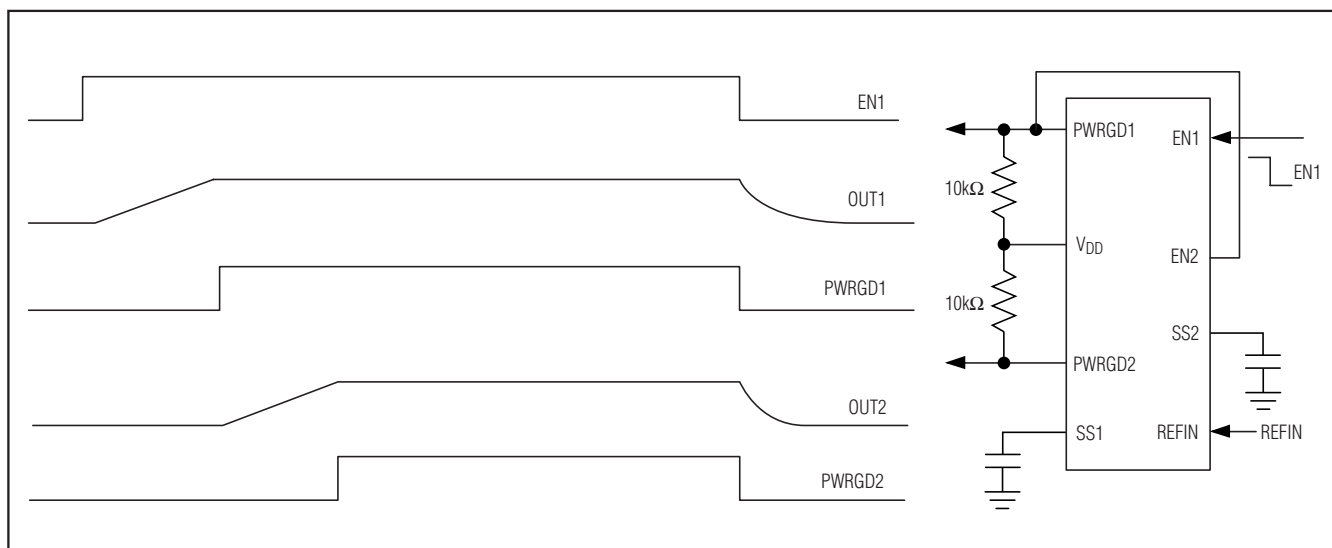 EN1
OUT1
PWRGD1
OUT2
PWRGD2
PWRGD1
EN1
10kΩ
EN1
VDD
EN2
10kΩ
SS2
PWRGD2
SS1
REFIN
REFIN